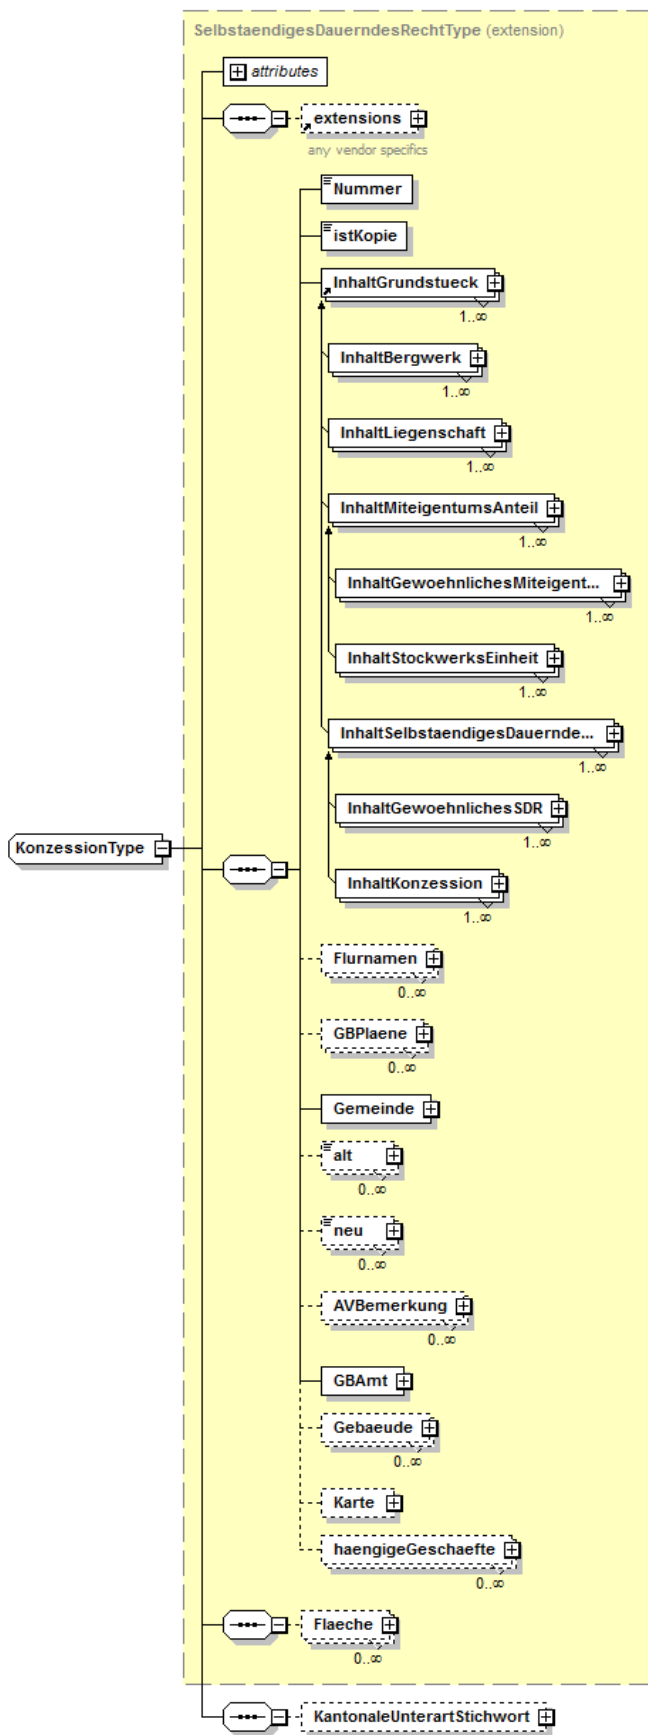 SelbstaendigesDauerndesRechtType (extension)
attributes
extensions
any vendor specifics
Nummer
istKopie
InhaltGrundstueck
1..∞
InhaltBergwerk
1..∞
InhaltLiegenschaft
1..∞
InhaltMiteigentumsAnteil
1..∞
InhaltGewoehnlichesMiteigent...
1..∞
InhaltStockwerksEinheit
1..∞
InhaltSelbstaendigesDauernde...
1..∞
InhaltGewoehnlichesSDR
1..∞
KonzessionType
InhaltKonzession
1..∞
Flurnamen
0..∞
GBPlaene
0..∞
Gemeinde
alt
0..∞
neu
0..∞
AVBemerkung
0..∞
GBAmt
Gebaeude
0..∞
Karte
haengigeGeschaefte
0..∞
Flaeche
0..∞
KantonaleUnterartStichwort